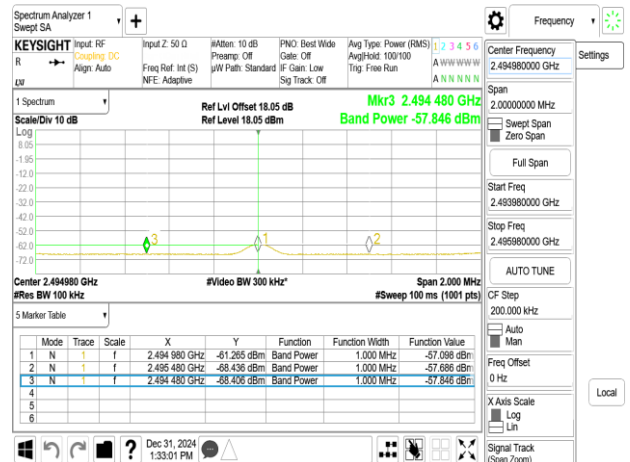 Spectrum Analyzer 1
Swept SA
Frequency
KEYSIGHT Input: RF Input Z: 50 Ω #Atten: 10 dB PNO: Best Wide Avg Type: Power (RMS) 1 2 3 4 5 6
R Coupling: DC Preamp: Off Gate: Off Avg|Hold: 100/100 A W W W W W
Align: Auto Freq Ref: Int (S) µW Path: Standard IF Gain: Low Trig: Free Run
NFE: Adaptive Sig Track: Off A N N N N N
LXI
1 Spectrum
Ref Lvl Offset 18.05 dB Mkr3 2.494 480 GHz
Scale/Div 10 dB Ref Level 18.05 dBm Band Power -57.846 dBm
Log
8.05
-1.95
-12.0
-22.0
-32.0
-42.0
-52.0
-62.0
-72.0
3 1 2
Center 2.494980 GHz #Video BW 300 kHz* Span 2.000 MHz
#Res BW 100 kHz #Sweep 100 ms (1001 pts)
5 Marker Table
Mode Trace Scale X Y Function Function Width Function Value
1 N 1 f 2.494 980 GHz -61.265 dBm Band Power 1.000 MHz -57.098 dBm
2 N 1 f 2.495 480 GHz -68.436 dBm Band Power 1.000 MHz -57.686 dBm
3 N 1 f 2.494 480 GHz -68.406 dBm Band Power 1.000 MHz -57.846 dBm
4
5
6
?
Dec 31, 2024
1:33:01 PM
Center Frequency
2.494980000 GHz
Span
2.00000000 MHz
Swept Span
Zero Span
Full Span
Start Freq
2.493980000 GHz
Stop Freq
2.495980000 GHz
AUTO TUNE
CF Step
200.000 kHz
Auto
Man
Freq Offset
0 Hz
X Axis Scale
Log
Lin
Signal Track
(Span Zoom)
Settings
Local